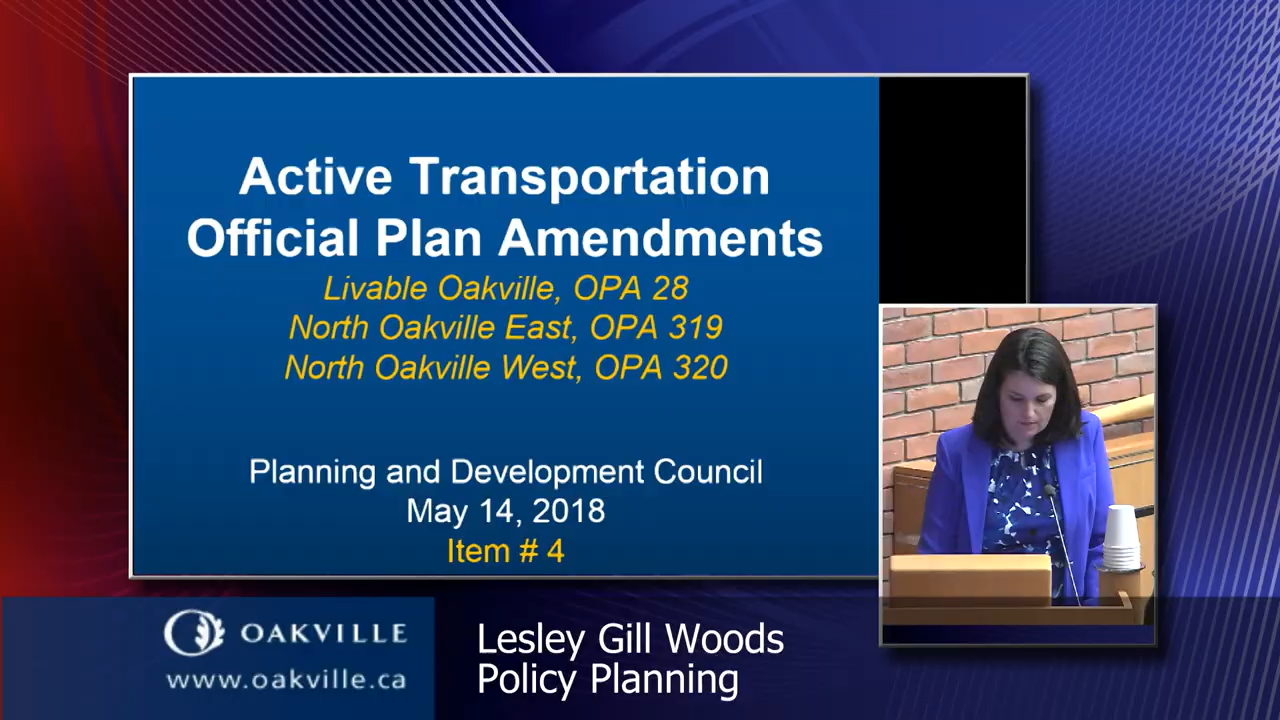 Active Transportation
Official Plan Amendments
Livable Oakville, OPA 28
North Oakville East, OPA 319
North Oakville West, OPA 320
Planning and Development Council
May 14, 2018
Item # 4
OAKVILLE
www.oakville.ca
Lesley Gill Woods
Policy Planning